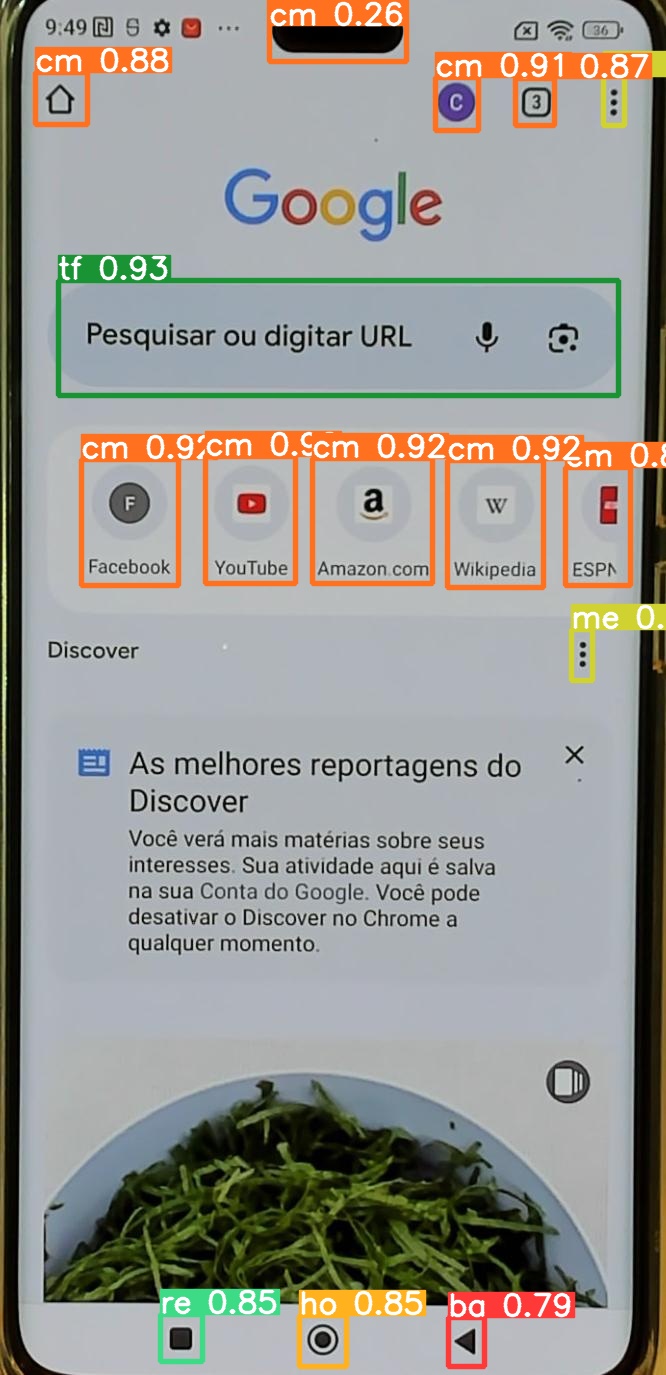 cm 0.26
9:49
36
cm 0.88
cm 0.91 0.87
C
3
Google
tf 0.93
Pesquisar ou digitar URL
cm 0.92 cm 0.9 cm 0.92 cm 0.92 cm 0.8
F
a
W
Facebook YouTube Amazon.com Wikipedia ESPN
me 0.
Discover
As melhores reportagens do
Discover
Você verá mais matérias sobre seus
interesses. Sua atividade aqui é salva
na sua Conta do Google. Você pode
desativar o Discover no Chrome a
qualquer momento.
re 0.85 ho 0.85 ba 0.79